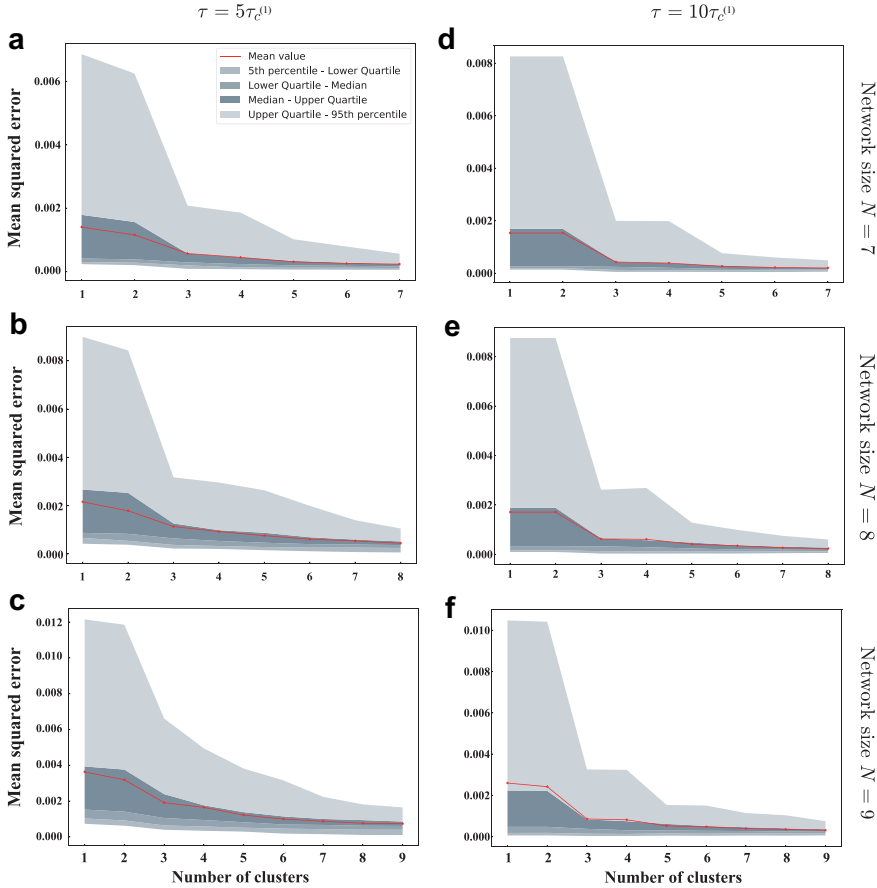 τ = 5τ_c^(1)
τ = 10τ_c^(1)
a
Mean squared error
0.006
0.004
0.002
0.000
1 2 3 4 5 6 7
Mean value
5th percentile - Lower Quartile
Lower Quartile - Median
Median - Upper Quartile
Upper Quartile - 95th percentile
d
0.008
0.006
0.004
0.002
0.000
1 2 3 4 5 6 7
Network size N = 7
b
Mean squared error
0.008
0.006
0.004
0.002
0.000
1 2 3 4 5 6 7 8
e
0.008
0.006
0.004
0.002
0.000
1 2 3 4 5 6 7 8
Network size N = 8
c
Mean squared error
0.012
0.010
0.008
0.006
0.004
0.002
0.000
1 2 3 4 5 6 7 8 9
Number of clusters
f
0.010
0.008
0.006
0.004
0.002
0.000
1 2 3 4 5 6 7 8 9
Number of clusters
Network size N = 9